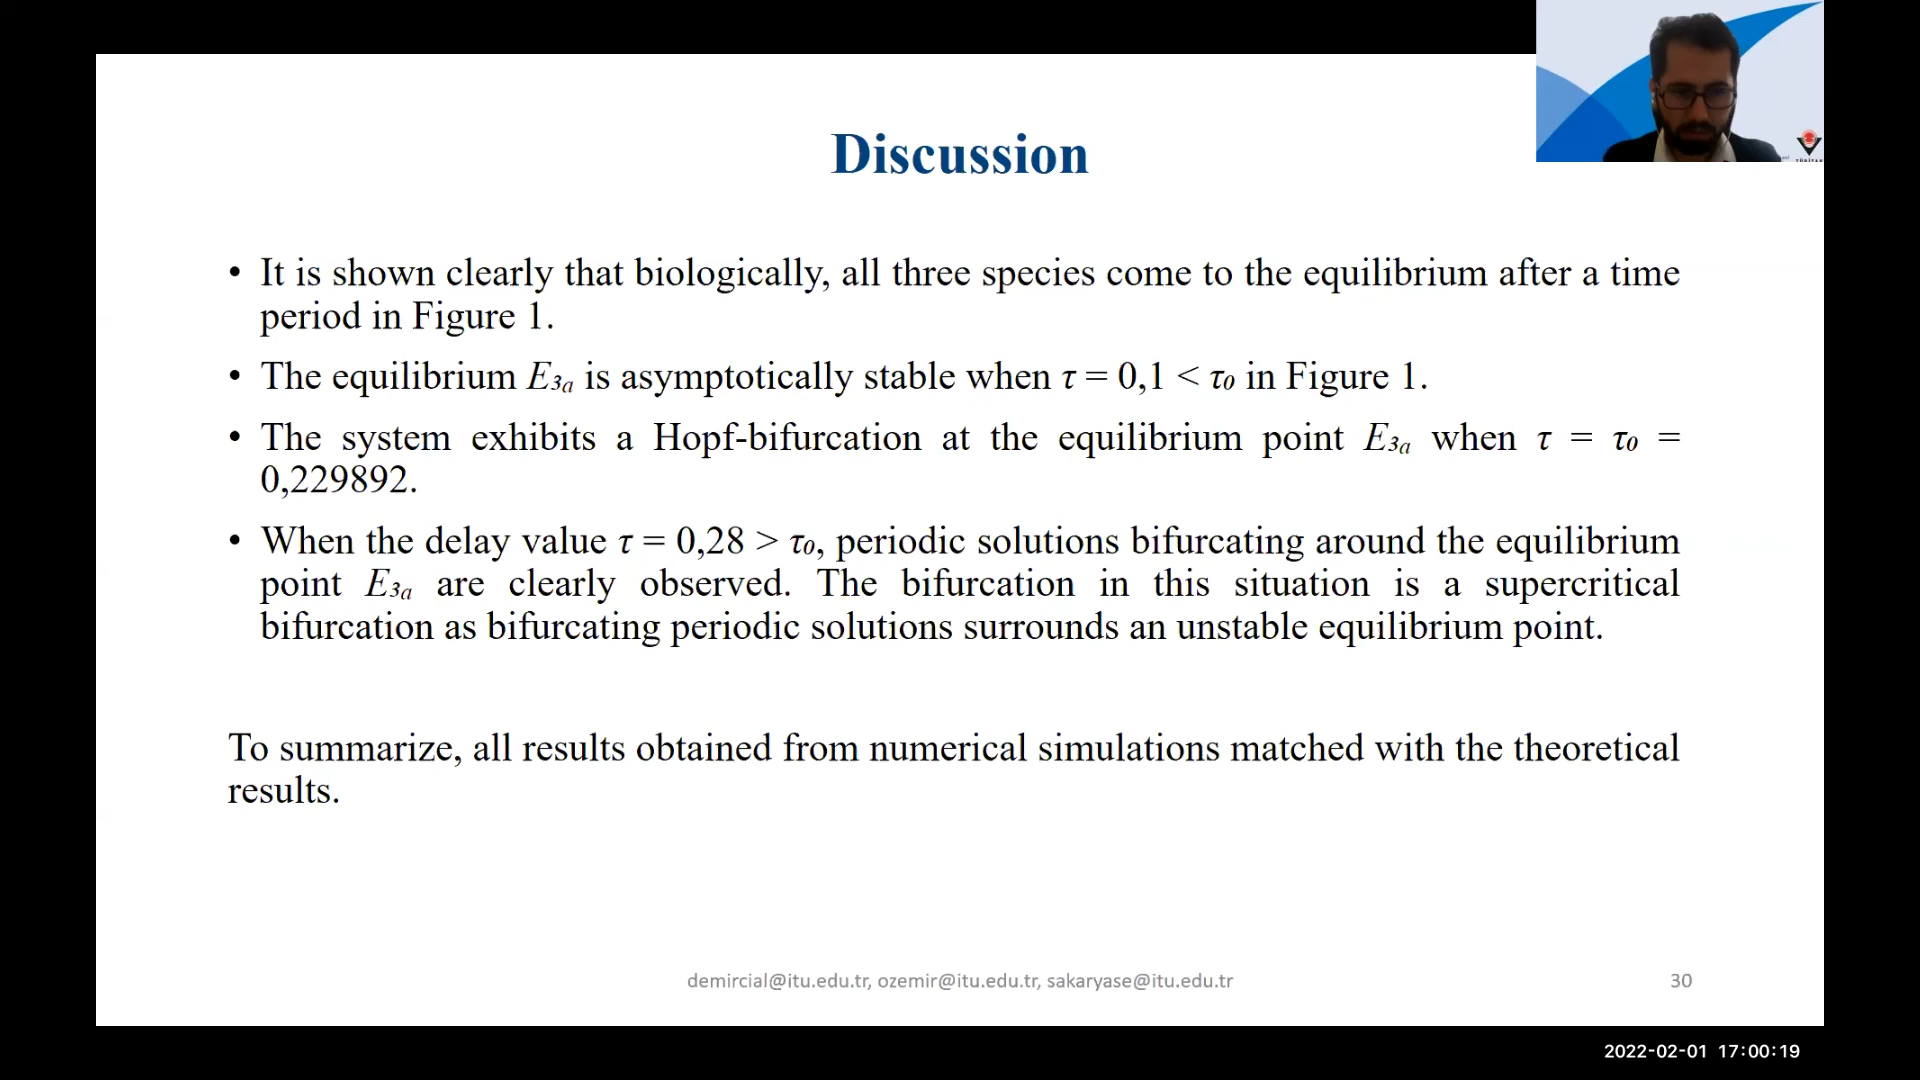 Discussion
• It is shown clearly that biologically, all three species come to the equilibrium after a time
period in Figure 1.
• The equilibrium E₃ₐ is asymptotically stable when τ = 0,1 < τ₀ in Figure 1.
• The system exhibits a Hopf-bifurcation at the equilibrium point E₃ₐ when τ = τ₀ =
0,229892.
• When the delay value τ = 0,28 > τ₀, periodic solutions bifurcating around the equilibrium
point E₃ₐ are clearly observed. The bifurcation in this situation is a supercritical
bifurcation as bifurcating periodic solutions surrounds an unstable equilibrium point.
To summarize, all results obtained from numerical simulations matched with the theoretical
results.
demircial@itu.edu.tr, ozemir@itu.edu.tr, sakaryase@itu.edu.tr
30
2022-02-01 17:00:19